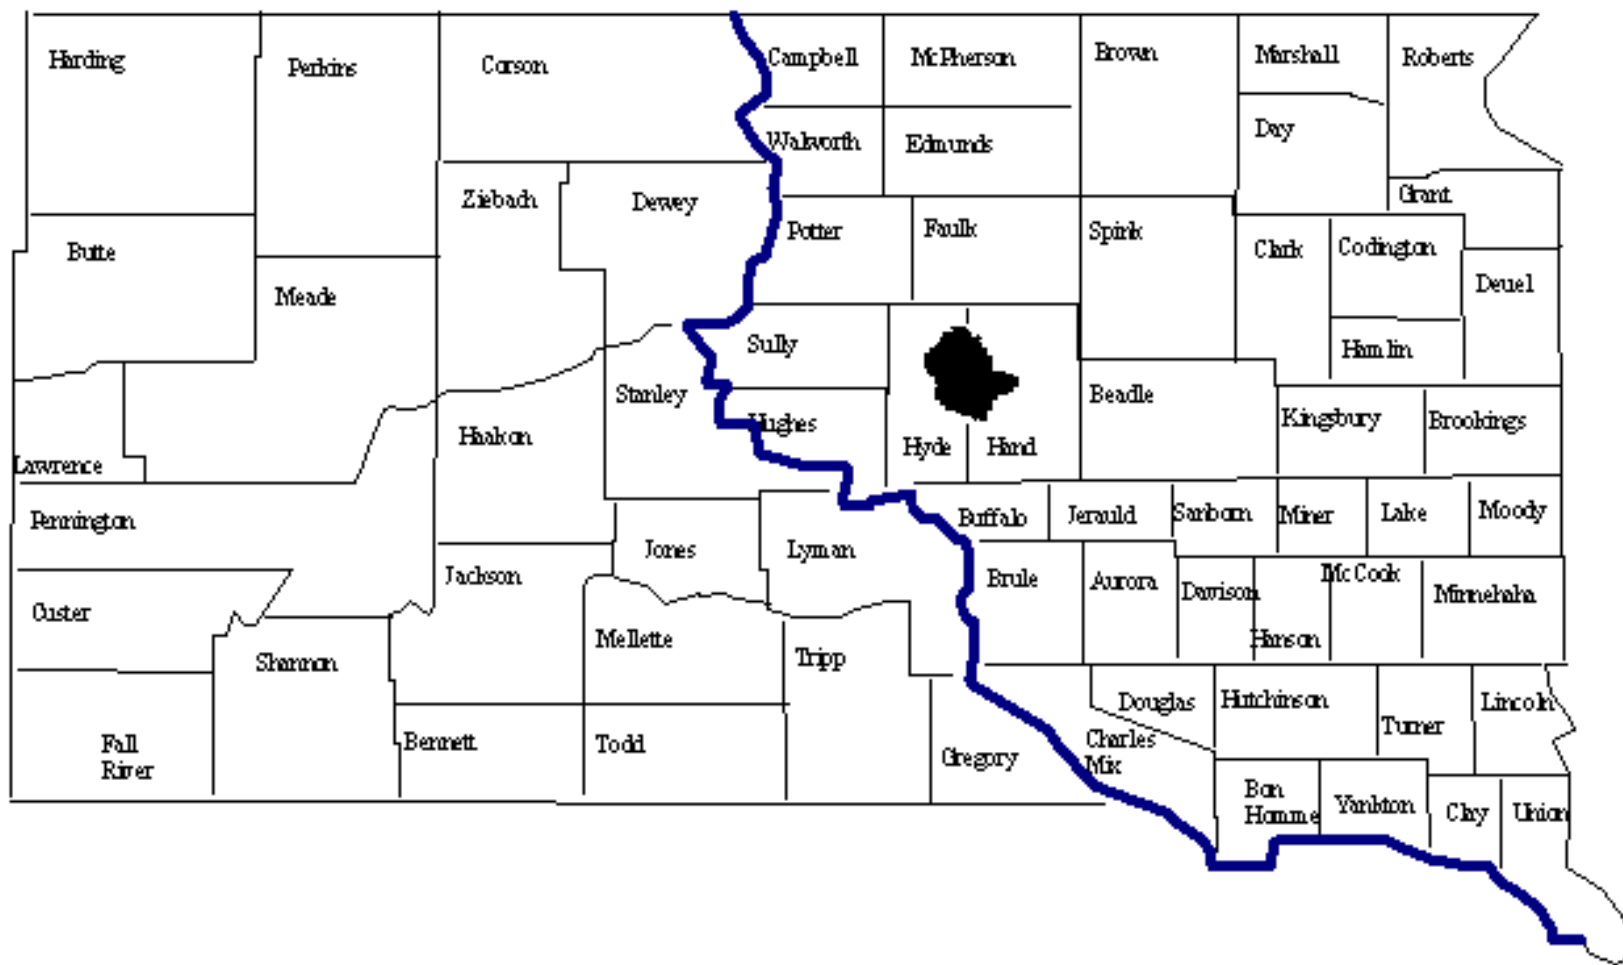 Harding
Perkins
Corson
Campbell
McPherson
Brown
Marshall
Roberts
Walworth
Edmunds
Day
Ziebach
Dewey
Grant
Butte
Potter
Faulk
Spink
Clark
Codington
Meade
Deuel
Sully
Hamlin
Stanley
Beadle
Hughes
Kingsbury
Brookings
Haakon
Hyde
Hand
Lawrence
Pennington
Buffalo
Jerauld
Sanborn
Miner
Lake
Moody
Jones
Lyman
Jackson
Brule
Aurora
McCook
Davison
Minnehaha
Custer
Mellette
Hanson
Shannon
Tripp
Douglas
Hutchinson
Lincoln
Turner
Fall
River
Bennett
Todd
Gregory
Charles
Mix
Bon
Homme
Yankton
Clay
Union